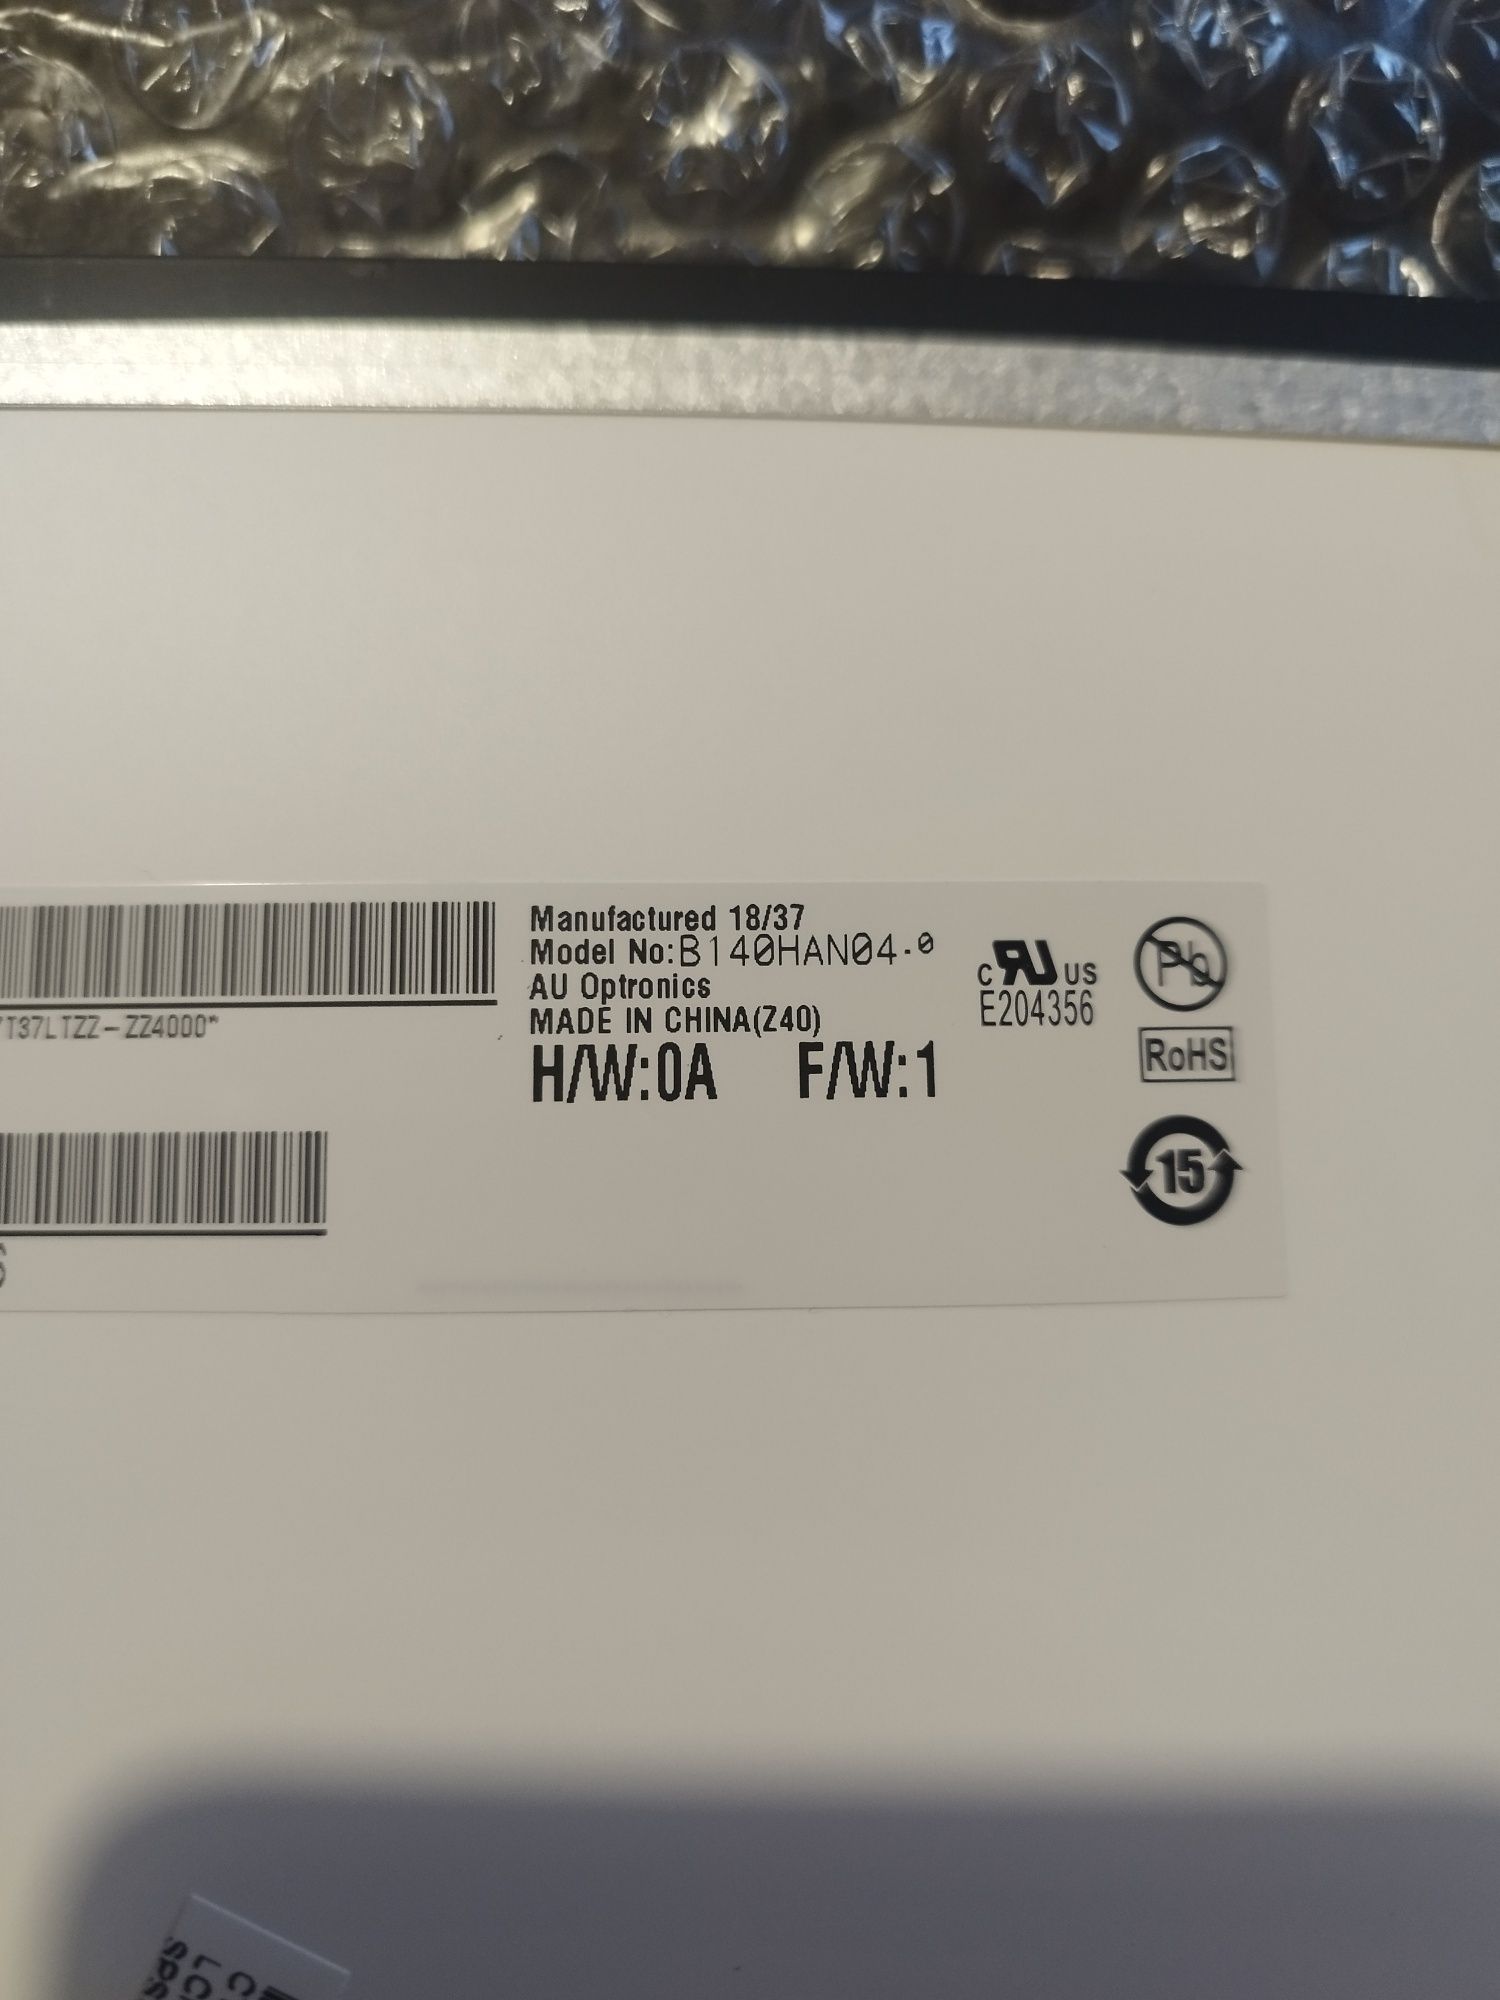 Manufactured 18/37
Model No:B140HAN04.0
AU Optronics
MADE IN CHINA(Z40)
H/W:0A F/W:1
c RU US
E204356
Pb
RoHS
15
T37LTZZ-ZZ4000*